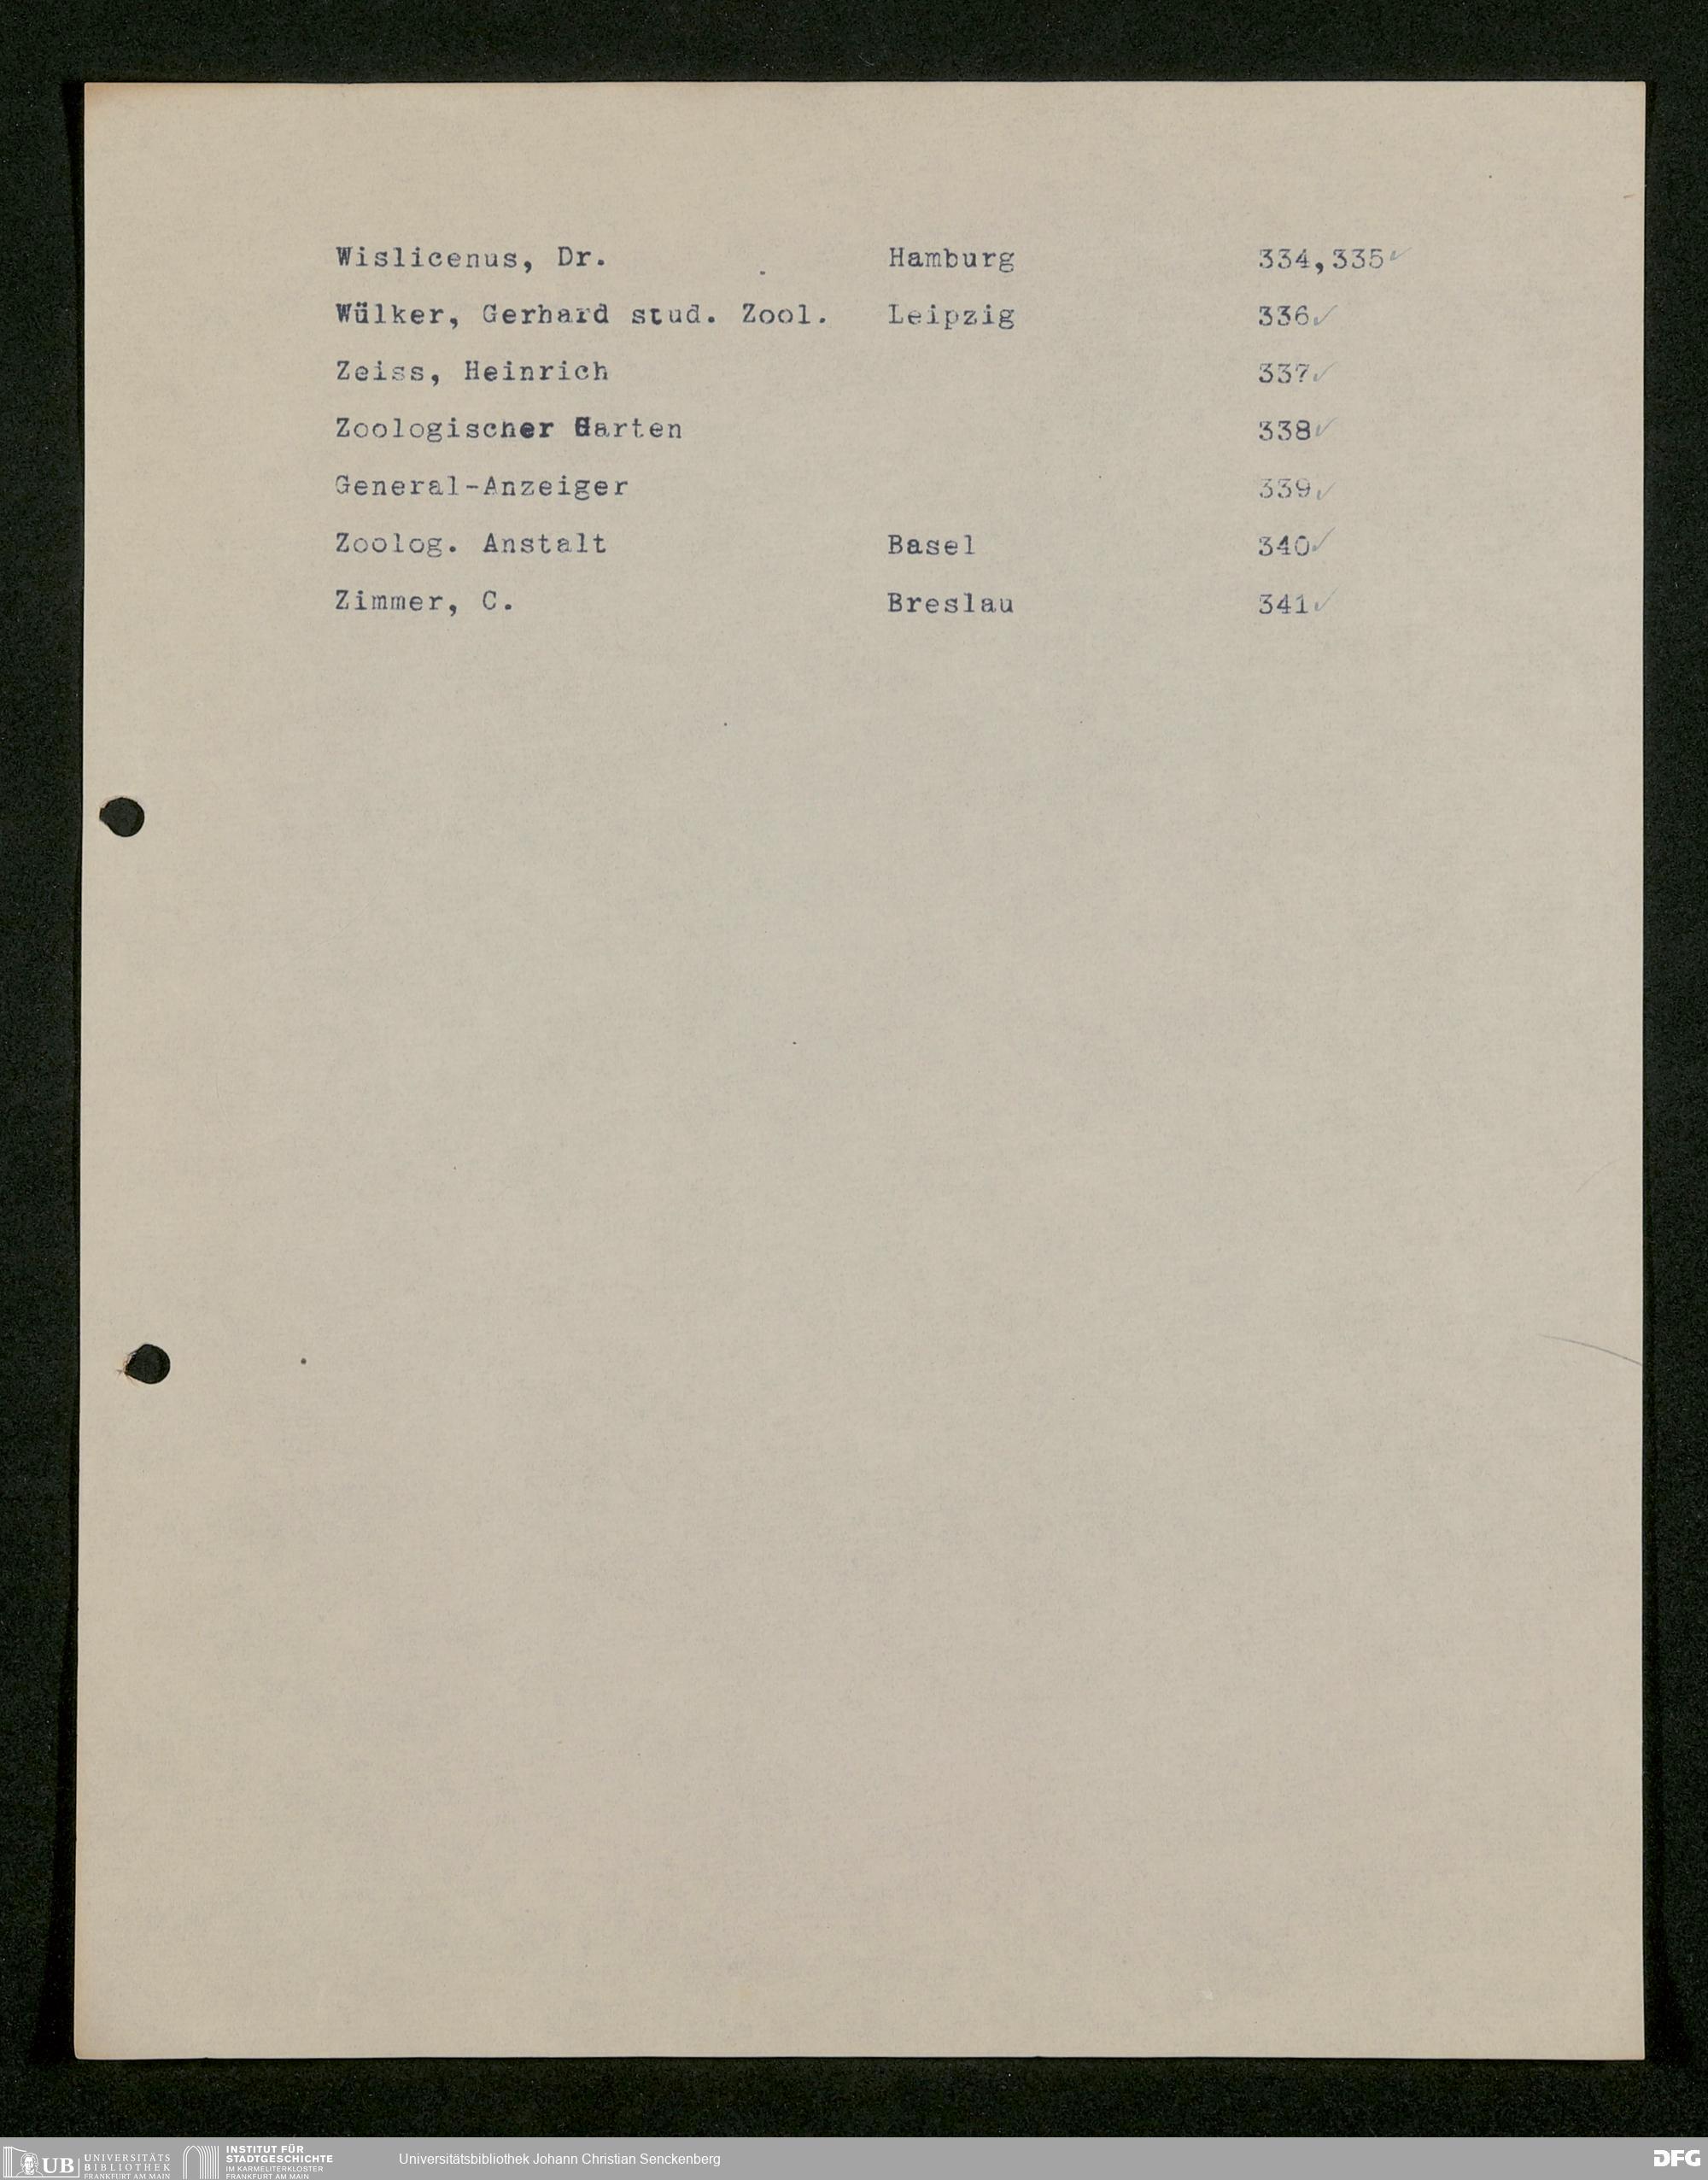 Wislicenus, Dr. Hamburg 334,335✓
Wülker, Gerhard stud. Zool. Leipzig 336✓
Zeiss, Heinrich 337✓
Zoologischer Garten 338✓
General-Anzeiger 339✓
Zoolog. Anstalt Basel 340✓
Zimmer, C. Breslau 341✓
UB UNIVERSITÄTS BIBLIOTHEK FRANKFURT AM MAIN
INSTITUT FÜR STADTGESCHICHTE IM KARMELITERKLOSTER FRANKFURT AM MAIN
Universitätsbibliothek Johann Christian Senckenberg
DFG